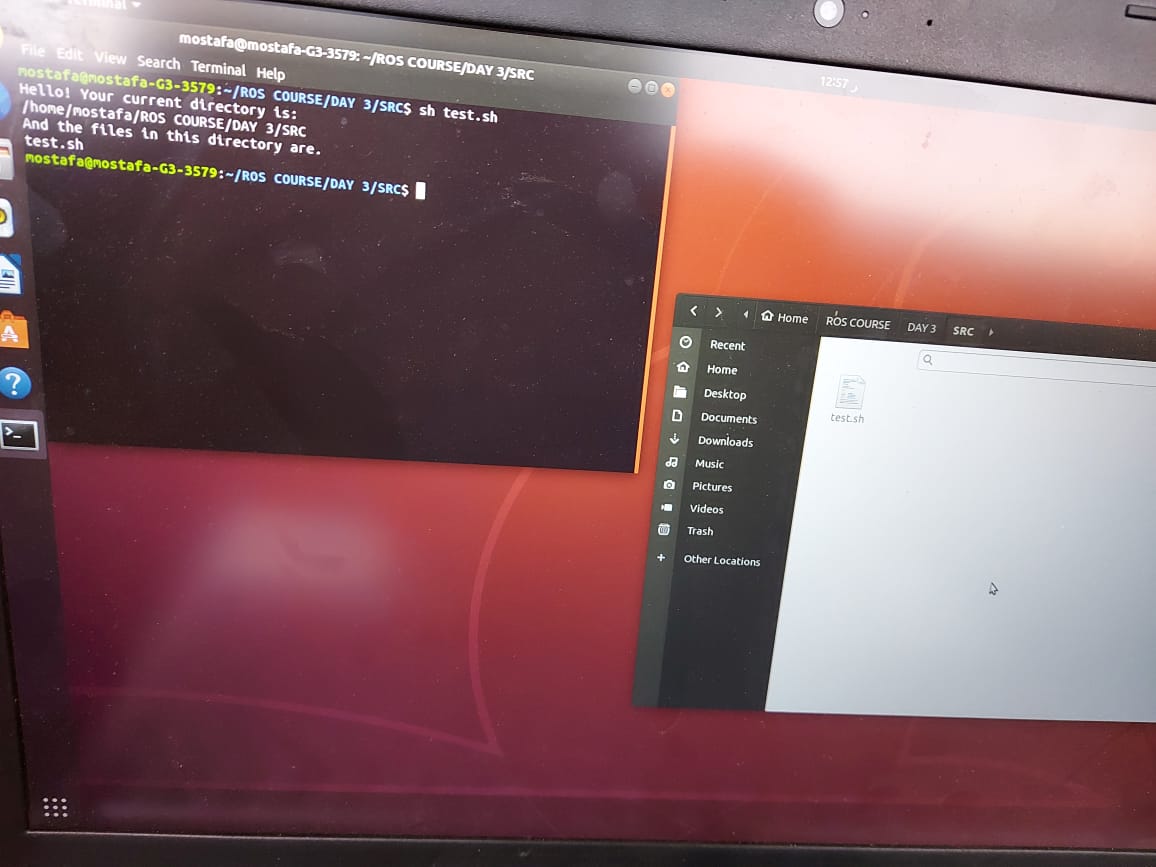 Terminal
mostafa@mostafa-G3-3579: ~/ROS COURSE/DAY 3/SRC
File Edit View Search Terminal Help
mostafa@mostafa-G3-3579:~/ROS COURSE/DAY 3/SRC$ sh test.sh
Hello! Your current directory is:
/home/mostafa/ROS COURSE/DAY 3/SRC
And the files in this directory are.
test.sh
mostafa@mostafa-G3-3579:~/ROS COURSE/DAY 3/SRC$
12:57
Home ROS COURSE DAY 3 SRC
Recent
Home
Desktop
Documents
Downloads
Music
Pictures
Videos
Trash
Other Locations
test.sh